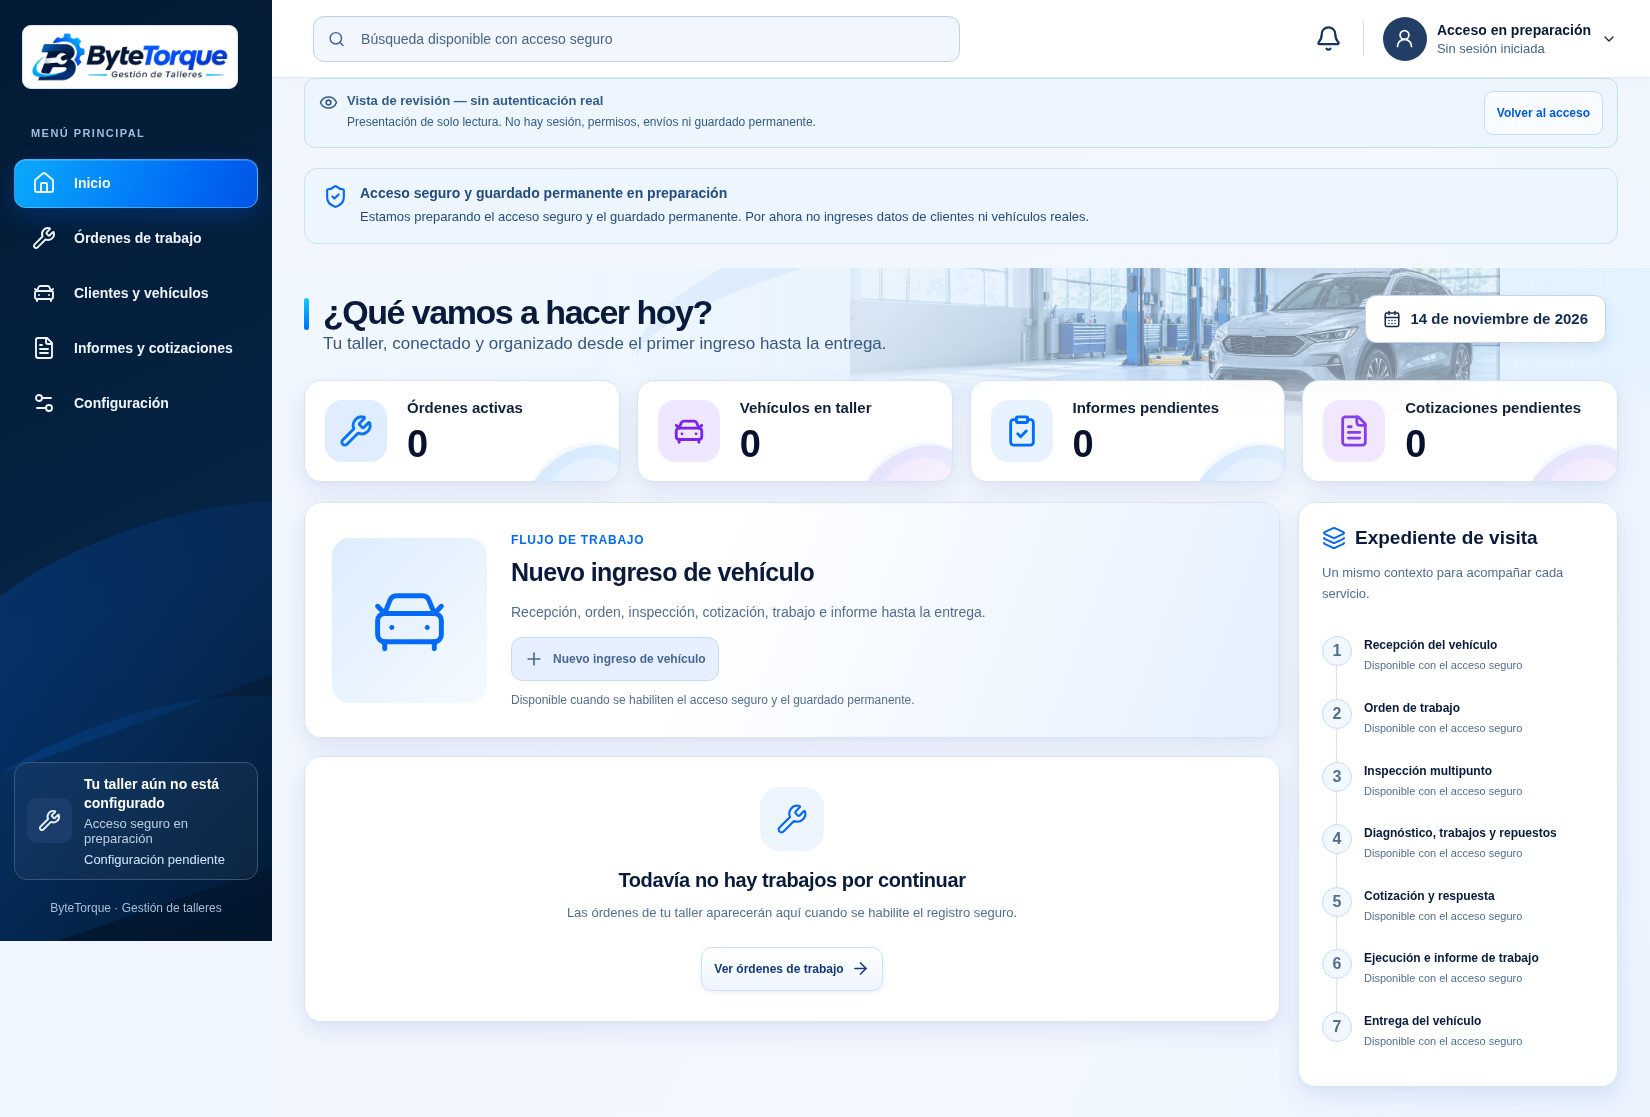 ByteTorque
Gestión de Talleres
MENÚ PRINCIPAL
Inicio
Órdenes de trabajo
Clientes y vehículos
Informes y cotizaciones
Configuración
Tu taller aún no está
configurado
Acceso seguro en
preparación
Configuración pendiente
ByteTorque · Gestión de talleres
Búsqueda disponible con acceso seguro
Acceso en preparación
Sin sesión iniciada
Vista de revisión — sin autenticación real
Presentación de solo lectura. No hay sesión, permisos, envíos ni guardado permanente.
Volver al acceso
Acceso seguro y guardado permanente en preparación
Estamos preparando el acceso seguro y el guardado permanente. Por ahora no ingreses datos de clientes ni vehículos reales.
¿Qué vamos a hacer hoy?
Tu taller, conectado y organizado desde el primer ingreso hasta la entrega.
14 de noviembre de 2026
Órdenes activas
0
Vehículos en taller
0
Informes pendientes
0
Cotizaciones pendientes
0
FLUJO DE TRABAJO
Nuevo ingreso de vehículo
Recepción, orden, inspección, cotización, trabajo e informe hasta la entrega.
Nuevo ingreso de vehículo
Disponible cuando se habiliten el acceso seguro y el guardado permanente.
Todavía no hay trabajos por continuar
Las órdenes de tu taller aparecerán aquí cuando se habilite el registro seguro.
Ver órdenes de trabajo
Expediente de visita
Un mismo contexto para acompañar cada
servicio.
1
Recepción del vehículo
Disponible con el acceso seguro
2
Orden de trabajo
Disponible con el acceso seguro
3
Inspección multipunto
Disponible con el acceso seguro
4
Diagnóstico, trabajos y repuestos
Disponible con el acceso seguro
5
Cotización y respuesta
Disponible con el acceso seguro
6
Ejecución e informe de trabajo
Disponible con el acceso seguro
7
Entrega del vehículo
Disponible con el acceso seguro